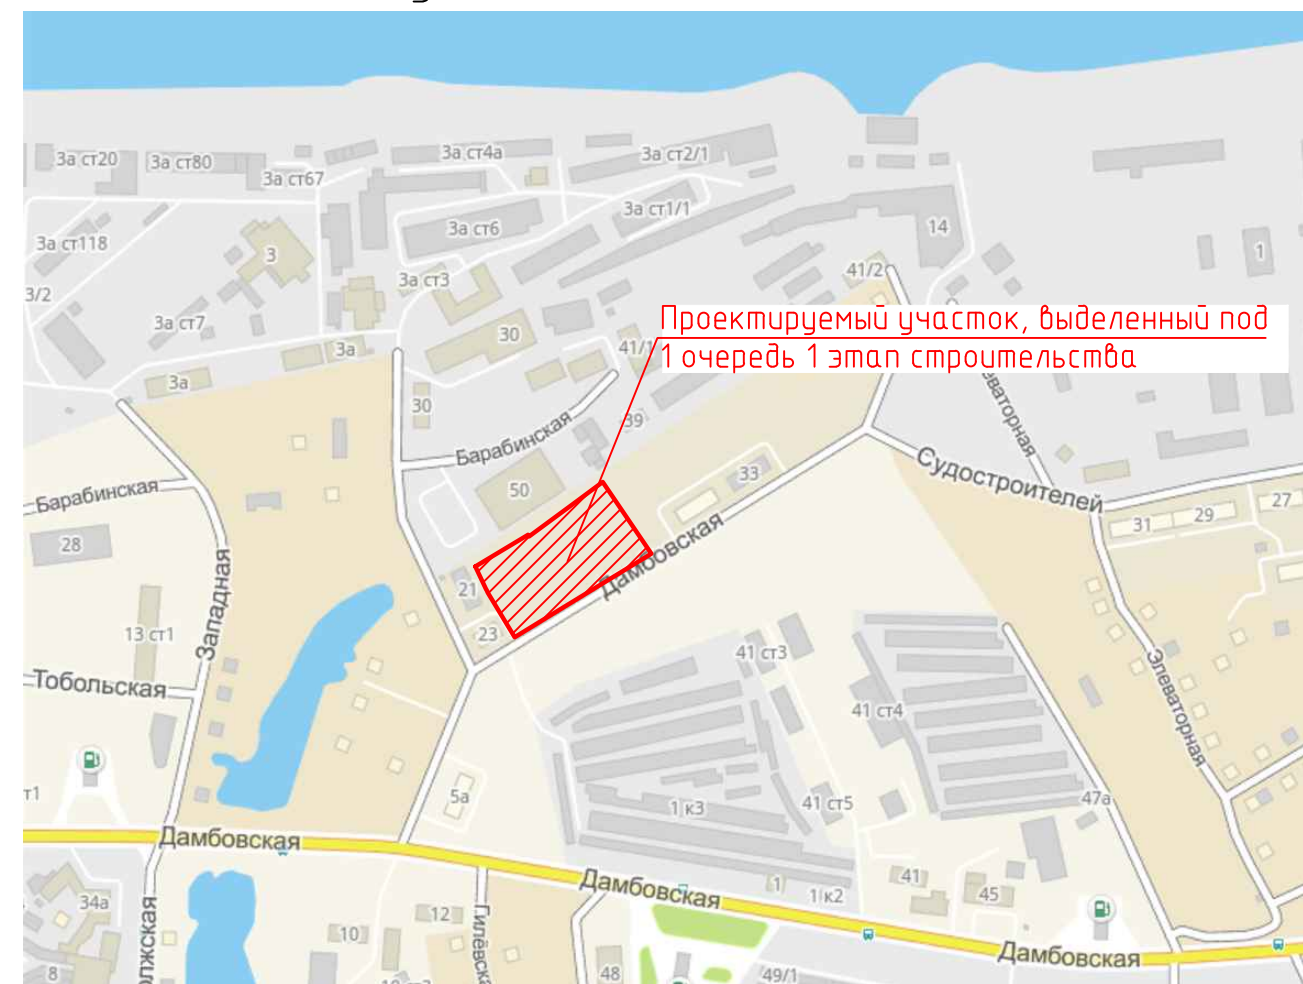 3а ст4а
3а ст2/1
3а ст20
3а ст80
3а ст67
3а ст1/1
3а ст6
14
3а ст118
3
1
41/2
3а ст3
3/2
3а ст7
30
Проектируемый участок, выделенный под
1 очередь 1 этап строительства
41/1
3а
3а
30
39
Барабинская
Судостроителей
33
50
Барабинская
27
29
31
Дамбовская
28
21
Западная
23
13 ст1
41 ст3
Элеваторная
Тобольская
41 ст4
5а
1 к3
41 ст5
47а
т1
Дамбовская
Дамбовская
41
1
1 к2
45
34а
12
10
Дамбовская
8
48
49/1